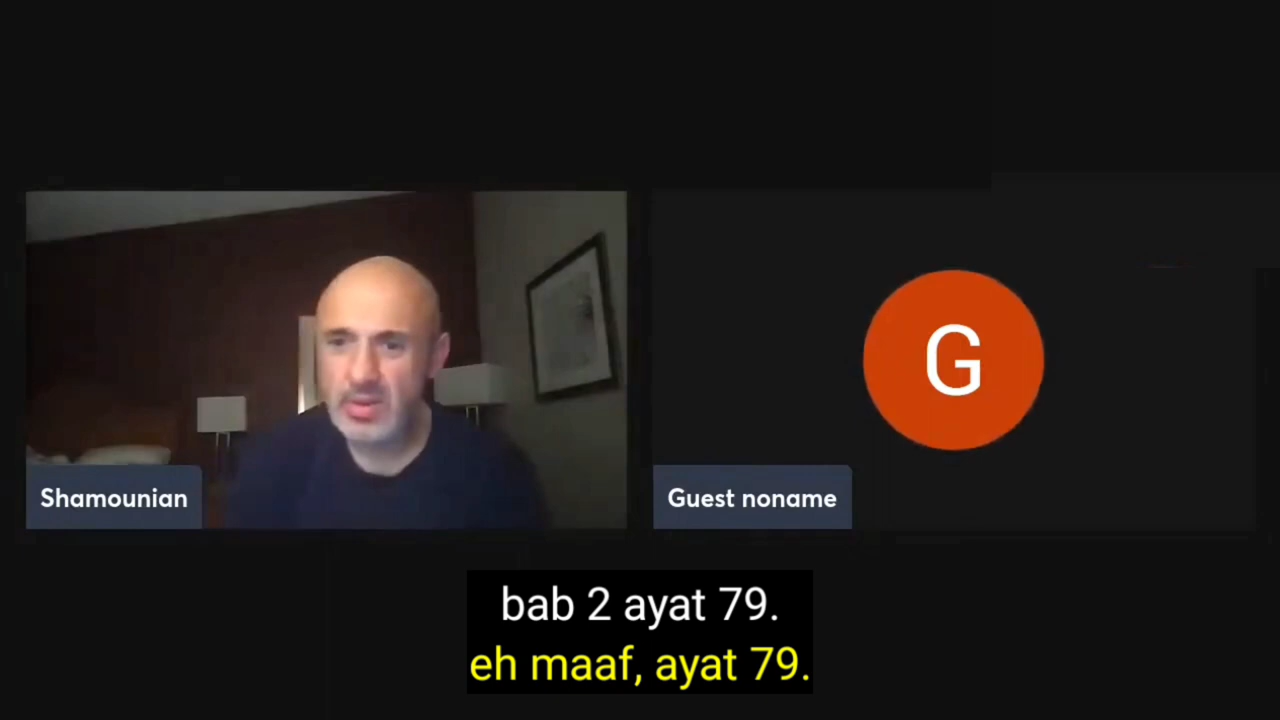 G
Shamounian
Guest noname
bab 2 ayat 79.
eh maaf, ayat 79.